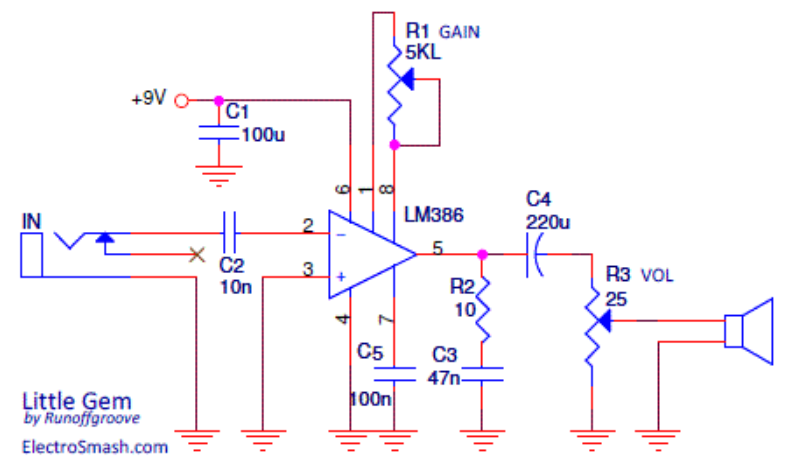 R1 GAIN
5KL
+9V
C1
100u
6
1
8
LM386
C4
220u
IN
2
−
5
C2
10n
3
+
R2
10
R3 VOL
25
4
7
C5
100n
C3
47n
Little Gem
by Runoffgroove
ElectroSmash.com